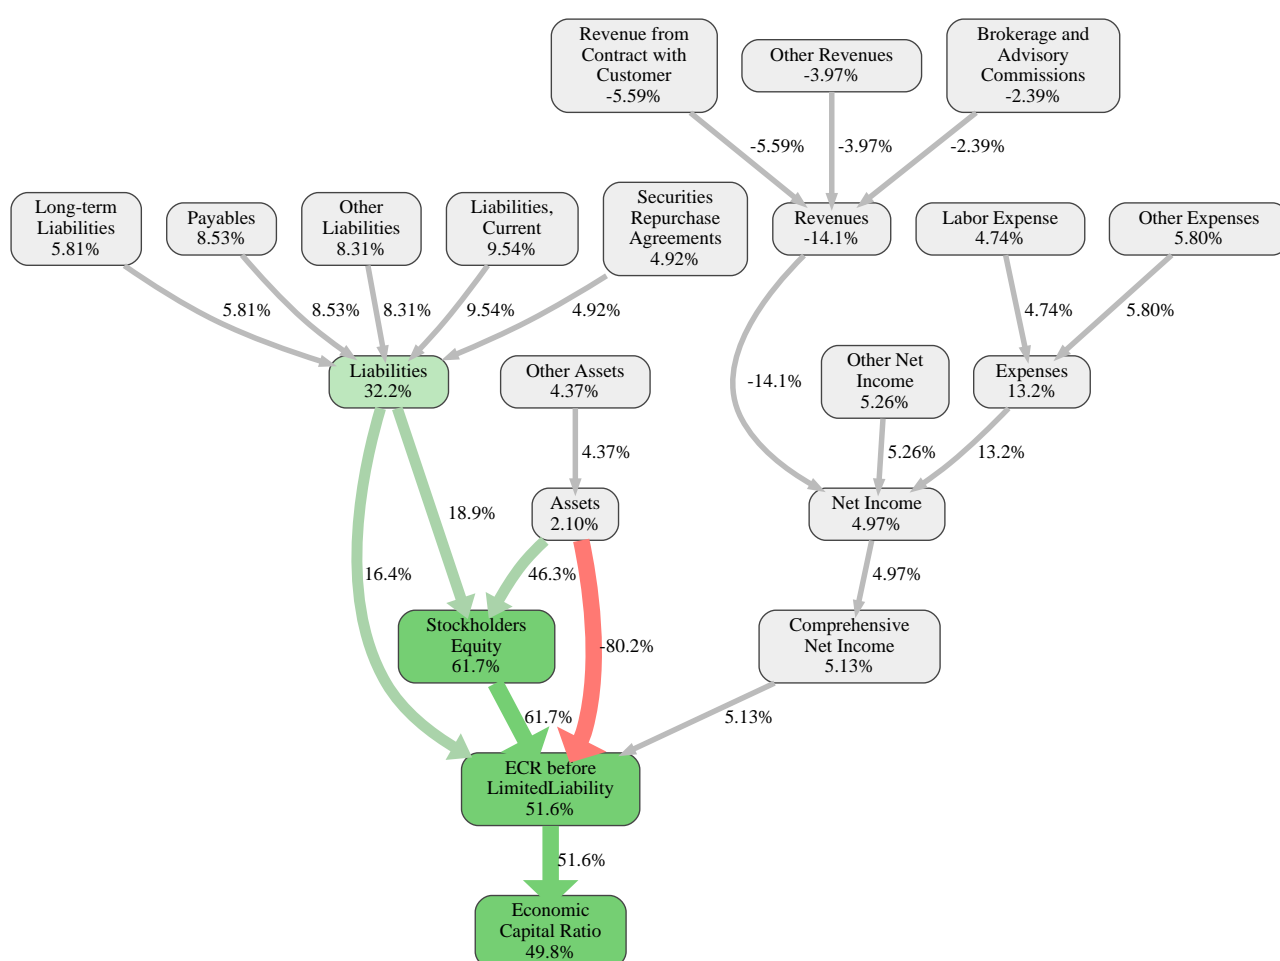 Revenue from
Contract with
Customer
-5.59%
Other Revenues
-3.97%
Brokerage and
Advisory
Commissions
-2.39%
-5.59%
-3.97%
-2.39%
Long-term
Liabilities
5.81%
Payables
8.53%
Other
Liabilities
8.31%
Liabilities,
Current
9.54%
Securities
Repurchase
Agreements
4.92%
Revenues
-14.1%
Labor Expense
4.74%
Other Expenses
5.80%
5.81%
8.53%
8.31%
9.54%
4.92%
4.74%
5.80%
Liabilities
32.2%
Other Assets
4.37%
-14.1%
Other Net
Income
5.26%
Expenses
13.2%
4.37%
5.26%
13.2%
18.9%
Assets
2.10%
Net Income
4.97%
16.4%
46.3%
4.97%
Stockholders
Equity
61.7%
-80.2%
Comprehensive
Net Income
5.13%
61.7%
5.13%
ECR before
LimitedLiability
51.6%
51.6%
Economic
Capital Ratio
49.8%